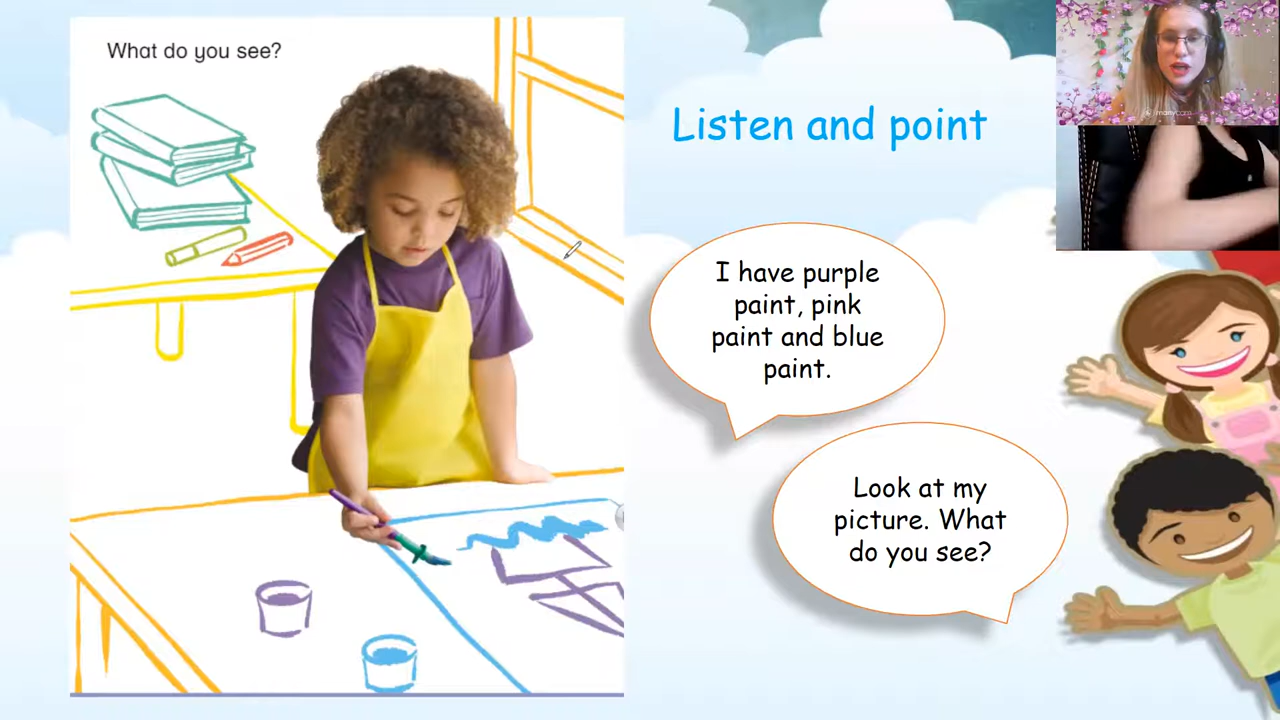 What do you see?
Listen and point
I have purple
paint, pink
paint and blue
paint.
Look at my
picture. What
do you see?
manycam